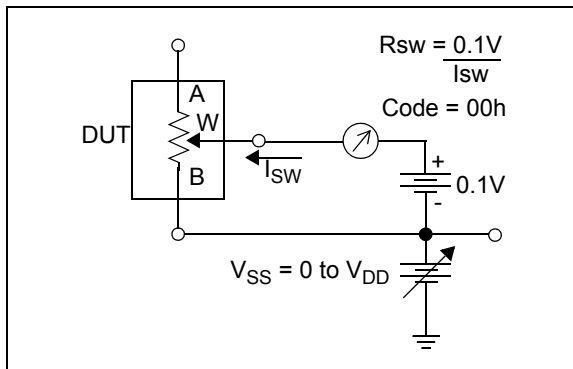 Rsw = 0.1V
Isw
Code = 00h
A
W
DUT
B
ISW
+
0.1V
-
VSS = 0 to VDD